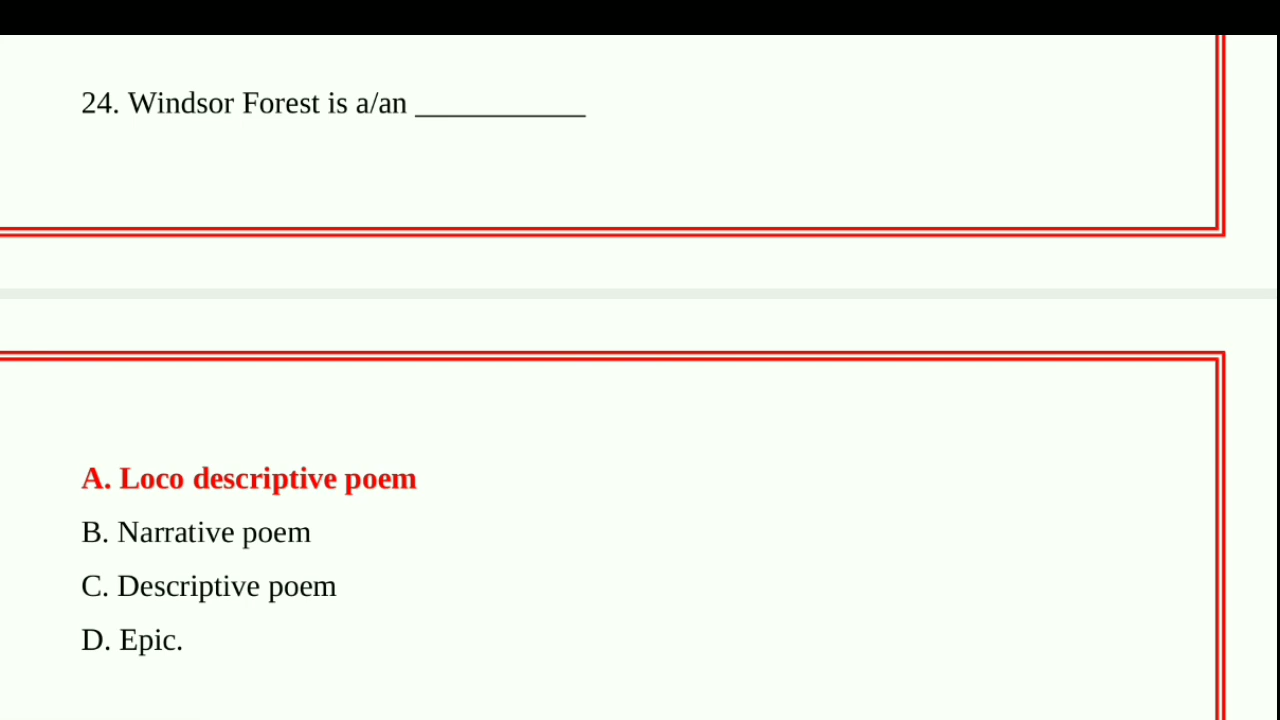 24. Windsor Forest is a/an ___________
A. Loco descriptive poem
B. Narrative poem
C. Descriptive poem
D. Epic.